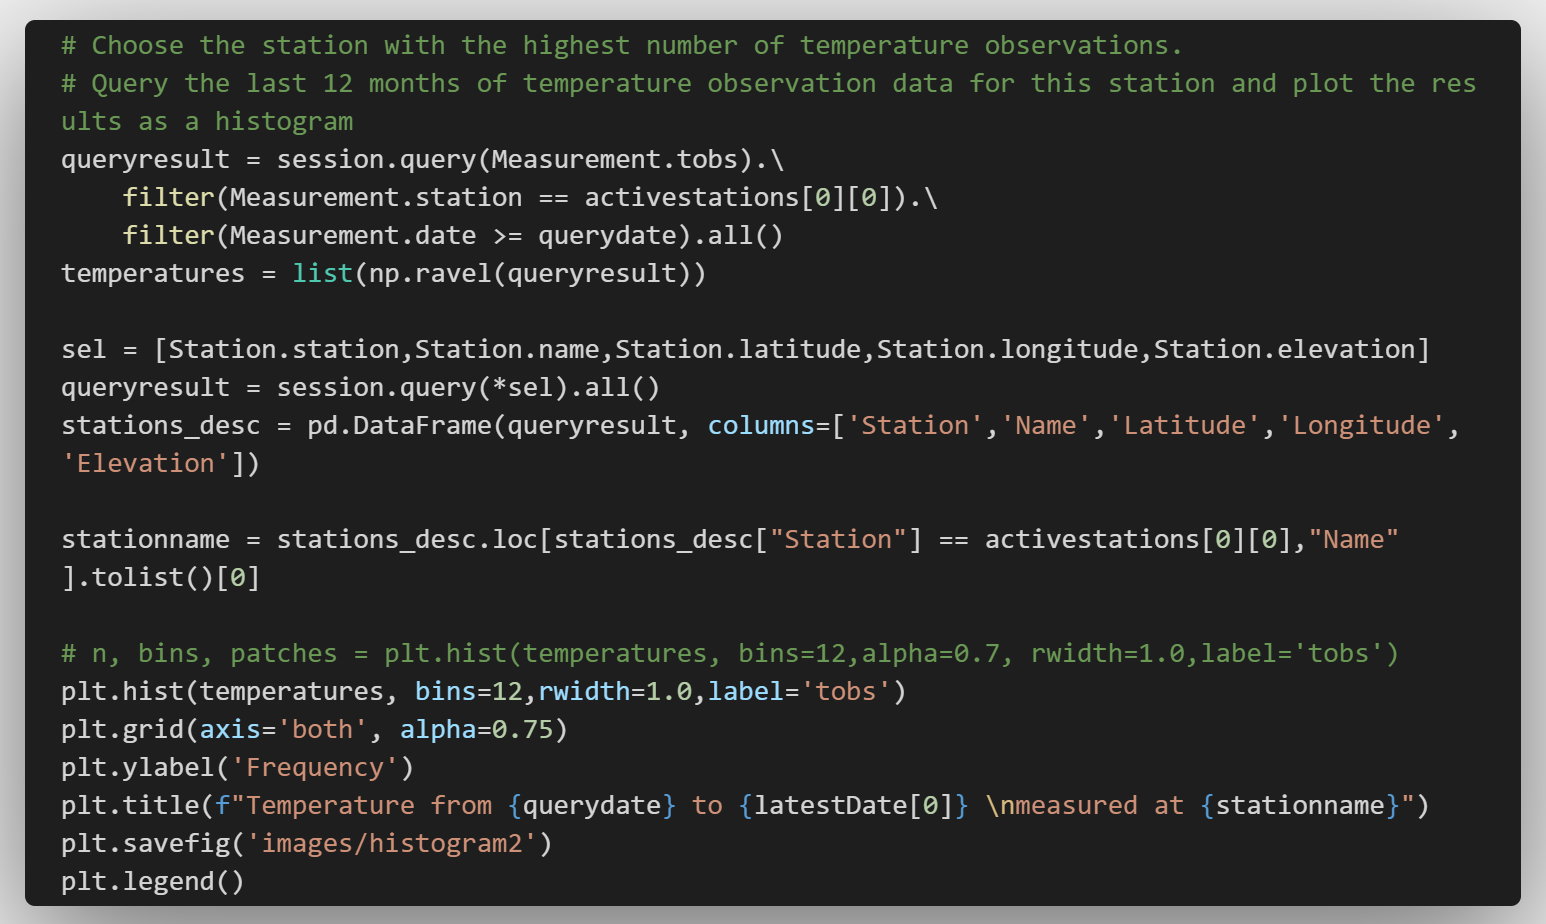 # Choose the station with the highest number of temperature observations.
# Query the last 12 months of temperature observation data for this station and plot the res
ults as a histogram
queryresult = session.query(Measurement.tobs).\
    filter(Measurement.station == activestations[0][0]).\
    filter(Measurement.date >= querydate).all()
temperatures = list(np.ravel(queryresult))

sel = [Station.station,Station.name,Station.latitude,Station.longitude,Station.elevation]
queryresult = session.query(*sel).all()
stations_desc = pd.DataFrame(queryresult, columns=['Station','Name','Latitude','Longitude',
'Elevation'])

stationname = stations_desc.loc[stations_desc["Station"] == activestations[0][0],"Name"
].tolist()[0]

# n, bins, patches = plt.hist(temperatures, bins=12,alpha=0.7, rwidth=1.0,label='tobs')
plt.hist(temperatures, bins=12,rwidth=1.0,label='tobs')
plt.grid(axis='both', alpha=0.75)
plt.ylabel('Frequency')
plt.title(f"Temperature from {querydate} to {latestDate[0]} \nmeasured at {stationname}")
plt.savefig('images/histogram2')
plt.legend()